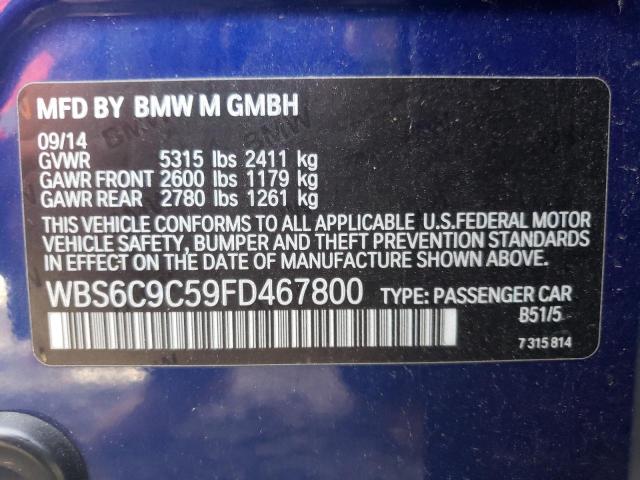 MFD BY BMW M GMBH
09/14
GVWR 5315 lbs 2411 kg
GAWR FRONT 2600 lbs 1179 kg
GAWR REAR 2780 lbs 1261 kg
THIS VEHICLE CONFORMS TO ALL APPLICABLE U.S.FEDERAL MOTOR
VEHICLE SAFETY, BUMPER AND THEFT PREVENTION STANDARDS
IN EFFECT ON THE DATE OF MANUFACTURE SHOWN ABOVE.
WBS6C9C59FD467800 TYPE: PASSENGER CAR
B51/5
7 315 814